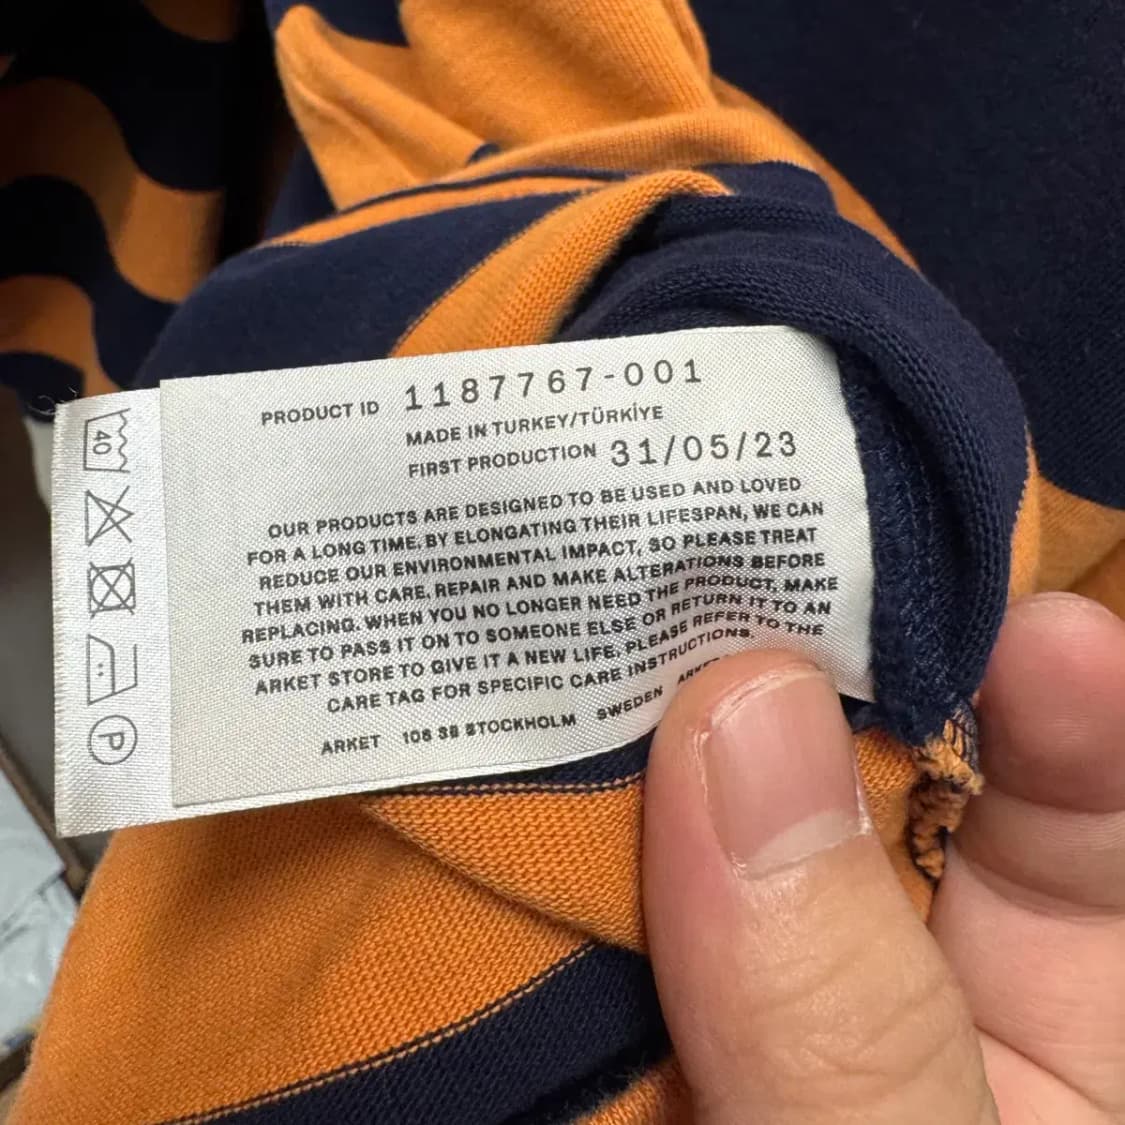 PRODUCT ID 1187767-001
MADE IN TURKEY/TÜRKİYE
FIRST PRODUCTION 31/05/23
OUR PRODUCTS ARE DESIGNED TO BE USED AND LOVED
FOR A LONG TIME. BY ELONGATING THEIR LIFESPAN, WE CAN
REDUCE OUR ENVIRONMENTAL IMPACT, SO PLEASE TREAT
THEM WITH CARE, REPAIR AND MAKE ALTERATIONS BEFORE
REPLACING. WHEN YOU NO LONGER NEED THE PRODUCT, MAKE
SURE TO PASS IT ON TO SOMEONE ELSE OR RETURN IT TO AN
ARKET STORE TO GIVE IT A NEW LIFE. PLEASE REFER TO THE
CARE TAG FOR SPECIFIC CARE INSTRUCTIONS.
ARKET 106 38 STOCKHOLM SWEDEN
40
P